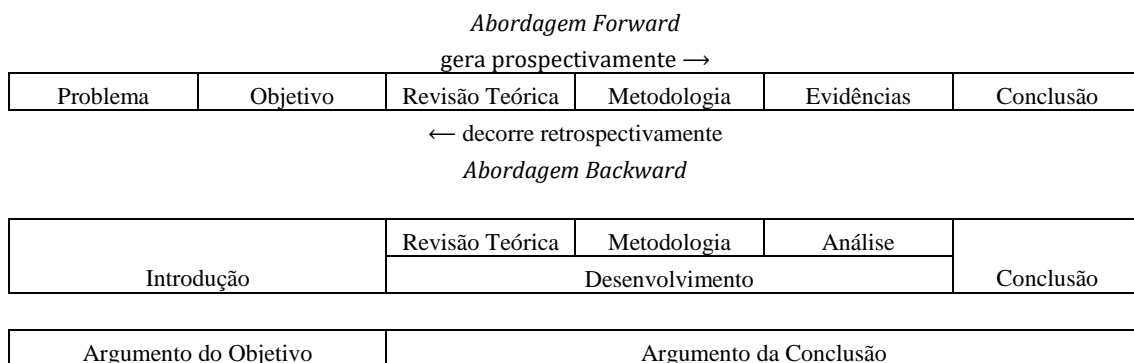 Abordagem Forward
gera prospectivamente ⟶
Problema Objetivo Revisão Teórica Metodologia Evidências Conclusão
⟵ decorre retrospectivamente
Abordagem Backward
Revisão Teórica Metodologia Análise
Introdução Desenvolvimento Conclusão
Argumento do Objetivo Argumento da Conclusão